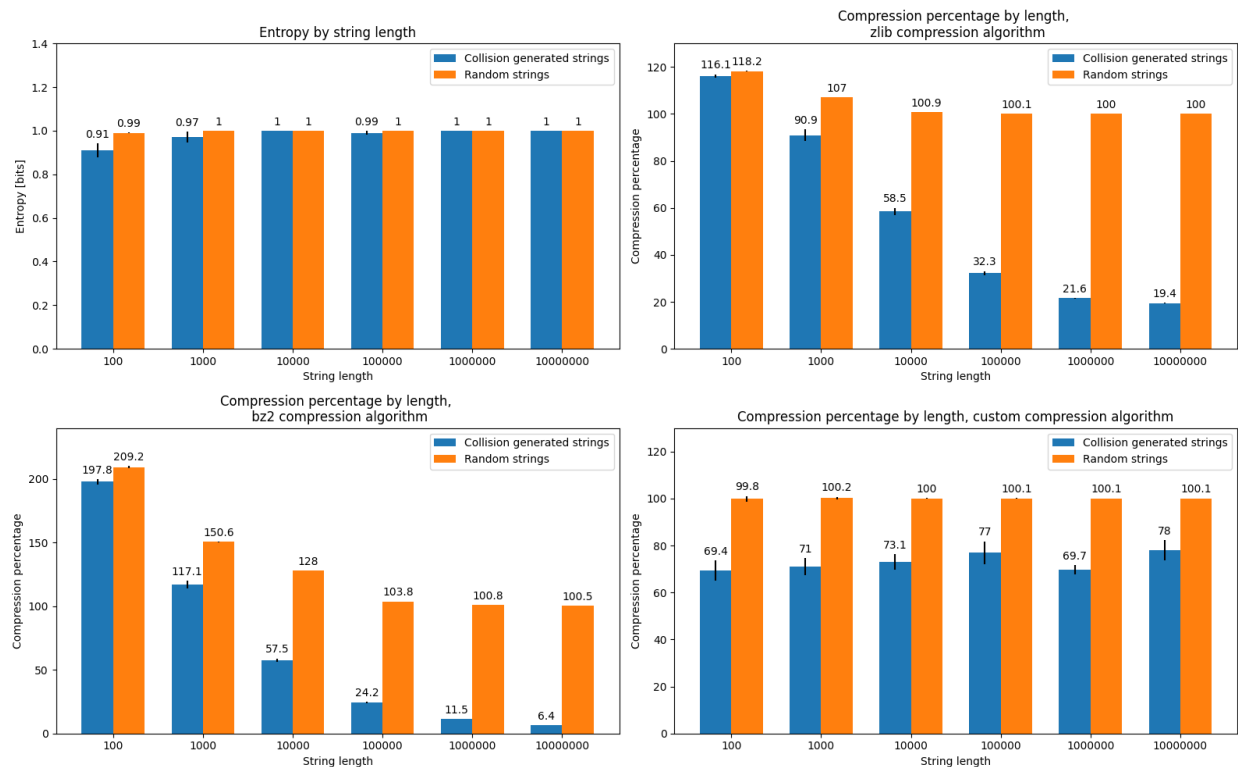 Entropy by string length
1.4
1.2
1.0
0.8
0.6
0.4
0.2
0.0
Entropy [bits]
Collision generated strings
Random strings
0.91 0.99 0.97 1 1 1 0.99 1 1 1 1 1
100 1000 10000 100000 1000000 10000000
String length
Compression percentage by length,
zlib compression algorithm
120
100
80
60
40
20
0
Compression percentage
Collision generated strings
Random strings
116.1 118.2 90.9 107 58.5 100.9 32.3 100.1 21.6 100 19.4 100
100 1000 10000 100000 1000000 10000000
String length
Compression percentage by length,
bz2 compression algorithm
200
150
100
50
0
Compression percentage
Collision generated strings
Random strings
197.8 209.2 117.1 150.6 57.5 128 24.2 103.8 11.5 100.8 6.4 100.5
100 1000 10000 100000 1000000 10000000
String length
Compression percentage by length, custom compression algorithm
120
100
80
60
40
20
0
Compression percentage
Collision generated strings
Random strings
69.4 99.8 71 100.2 73.1 100 77 100.1 69.7 100.1 78 100.1
100 1000 10000 100000 1000000 10000000
String length